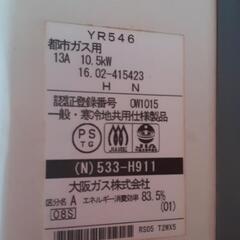 YR546
都市ガス用
13A 10.5kW
16.02-415423
H N
認証登録番号 OW1015
一般・寒冷地共用仕様製品
PS
TG
(N)533-H911
大阪ガス株式会社
区分名 A エネルギー消費効率 83.5%
08S (01)
RS05 T2WX5